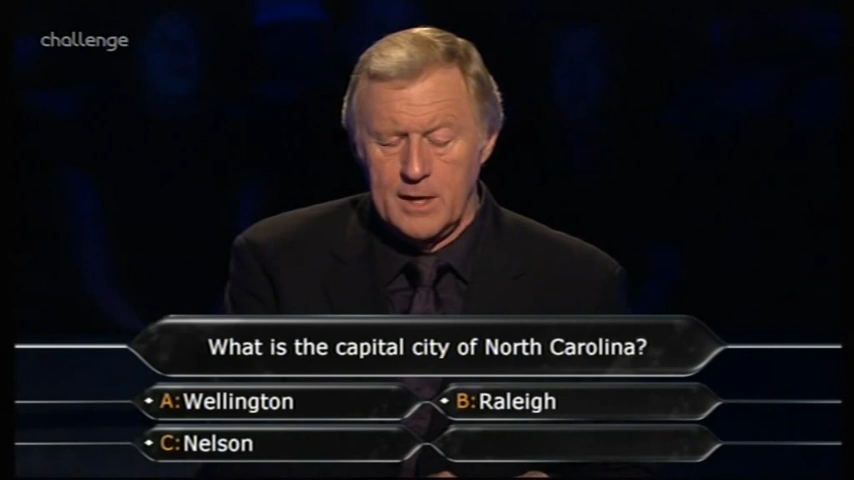 challenge
What is the capital city of North Carolina?
A: Wellington
B: Raleigh
C: Nelson